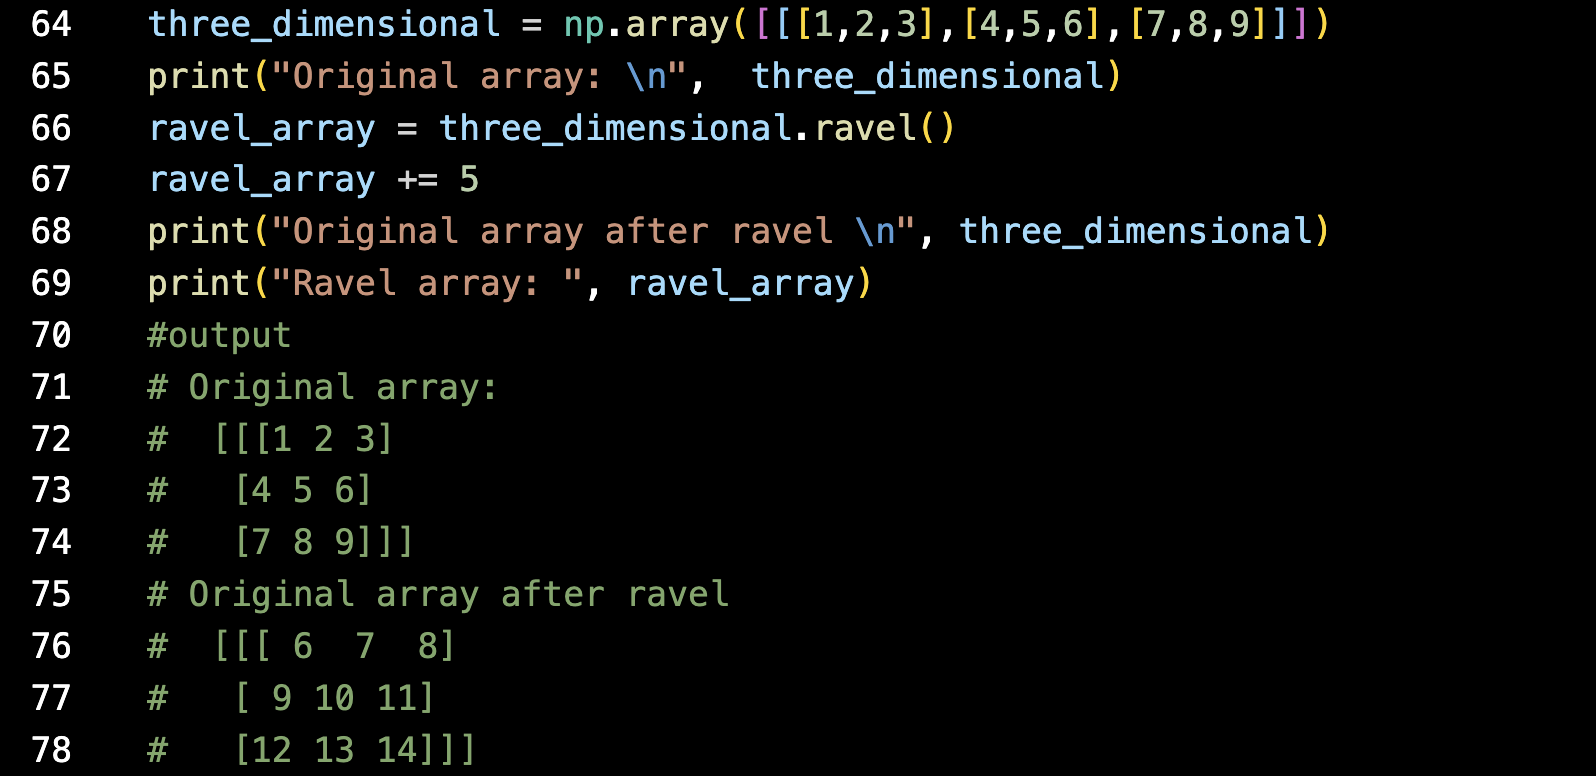 64 three_dimensional = np.array([[[1,2,3],[4,5,6],[7,8,9]]])
65 print("Original array: \n",  three_dimensional)
66 ravel_array = three_dimensional.ravel()
67 ravel_array += 5
68 print("Original array after ravel \n", three_dimensional)
69 print("Ravel array: ", ravel_array)
70 #output
71 # Original array:
72 #  [[[1 2 3]
73 #   [4 5 6]
74 #   [7 8 9]]]
75 # Original array after ravel
76 #  [[[ 6  7  8]
77 #   [ 9 10 11]
78 #   [12 13 14]]]